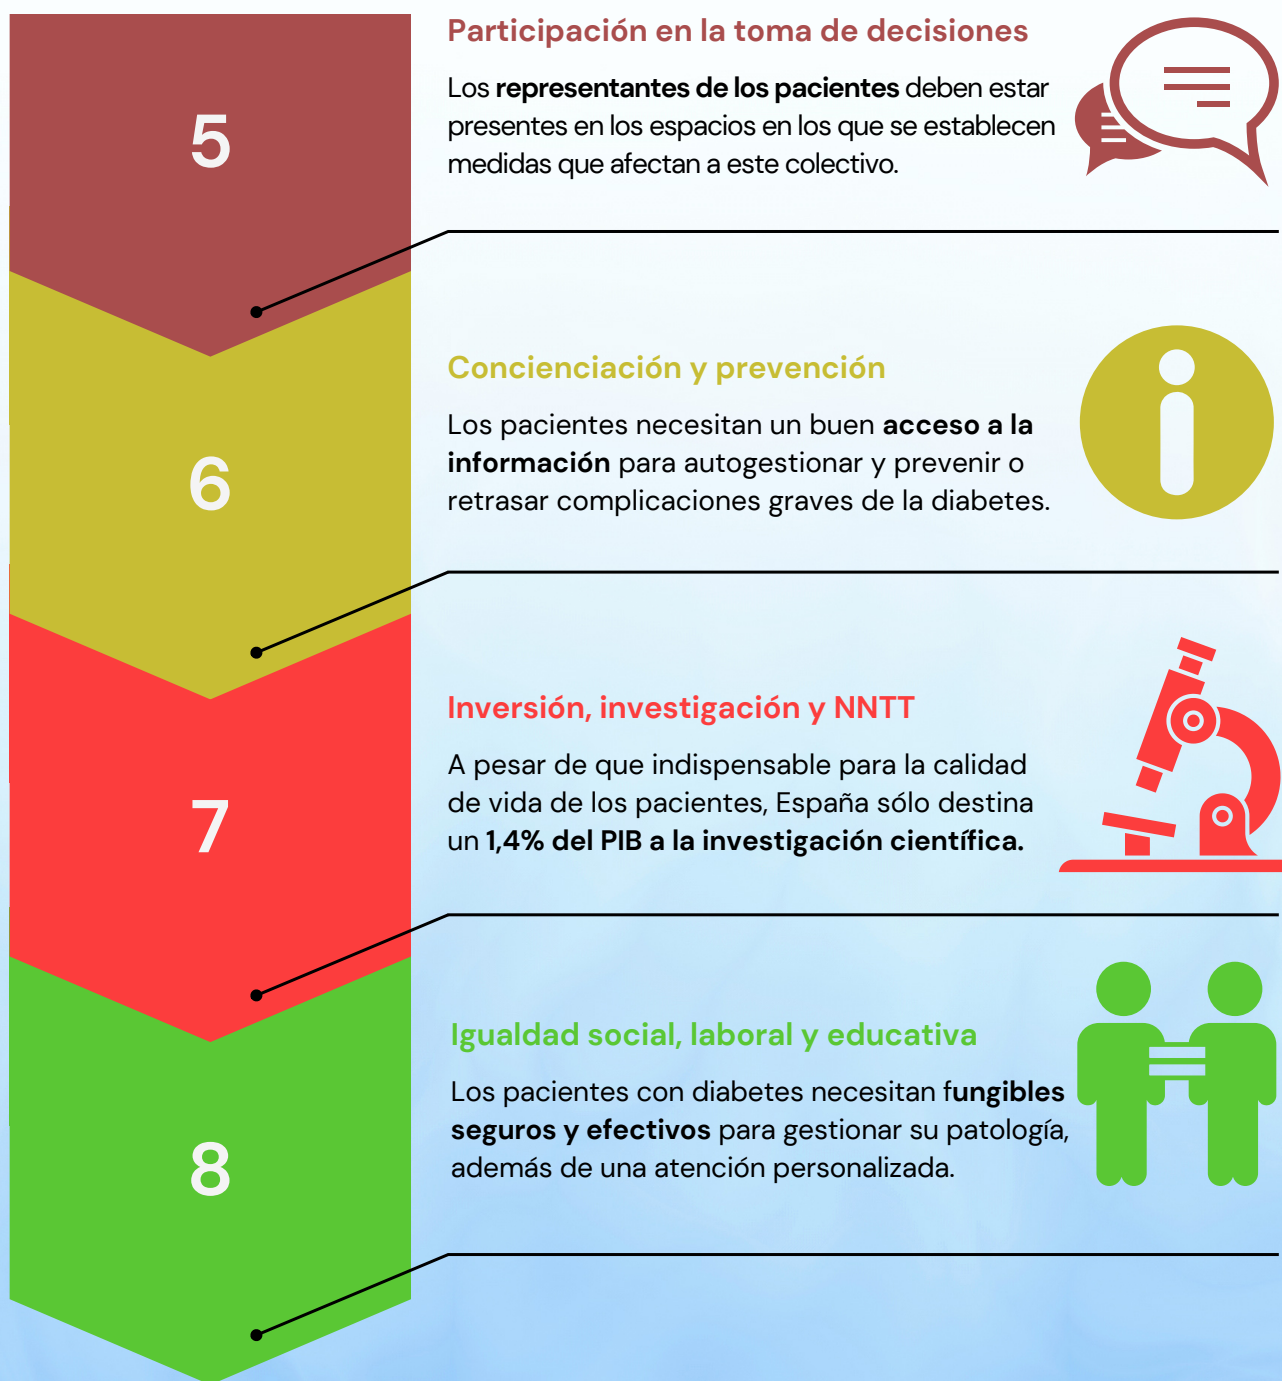 5
Participación en la toma de decisiones
Los representantes de los pacientes deben estar
presentes en los espacios en los que se establecen
medidas que afectan a este colectivo.
6
Concienciación y prevención
Los pacientes necesitan un buen acceso a la
información para autogestionar y prevenir o
retrasar complicaciones graves de la diabetes.
7
Inversión, investigación y NNTT
A pesar de que indispensable para la calidad
de vida de los pacientes, España sólo destina
un 1,4% del PIB a la investigación científica.
8
Igualdad social, laboral y educativa
Los pacientes con diabetes necesitan fungibles
seguros y efectivos para gestionar su patología,
además de una atención personalizada.